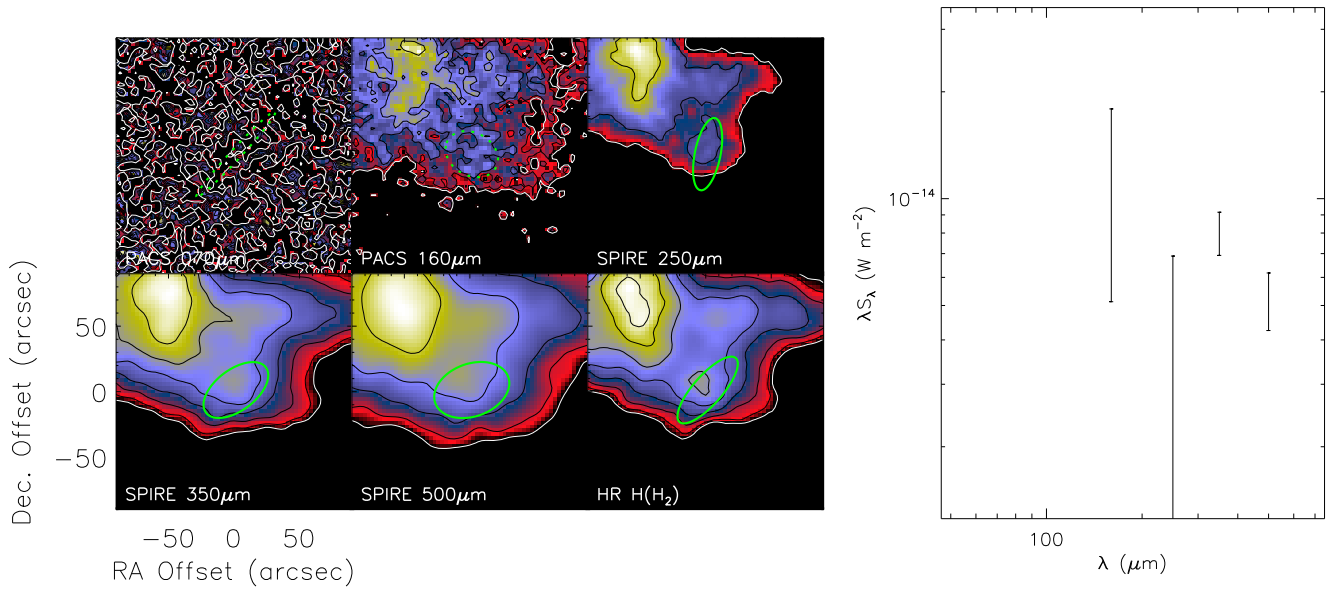 PACS 070μm
PACS 160μm
SPIRE 250μm
SPIRE 350μm
SPIRE 500μm
HR H(H₂)
50
0
−50
Dec. Offset (arcsec)
−50 0 50
RA Offset (arcsec)
10⁻¹⁴
λS_λ (W m⁻²)
100
λ (μm)